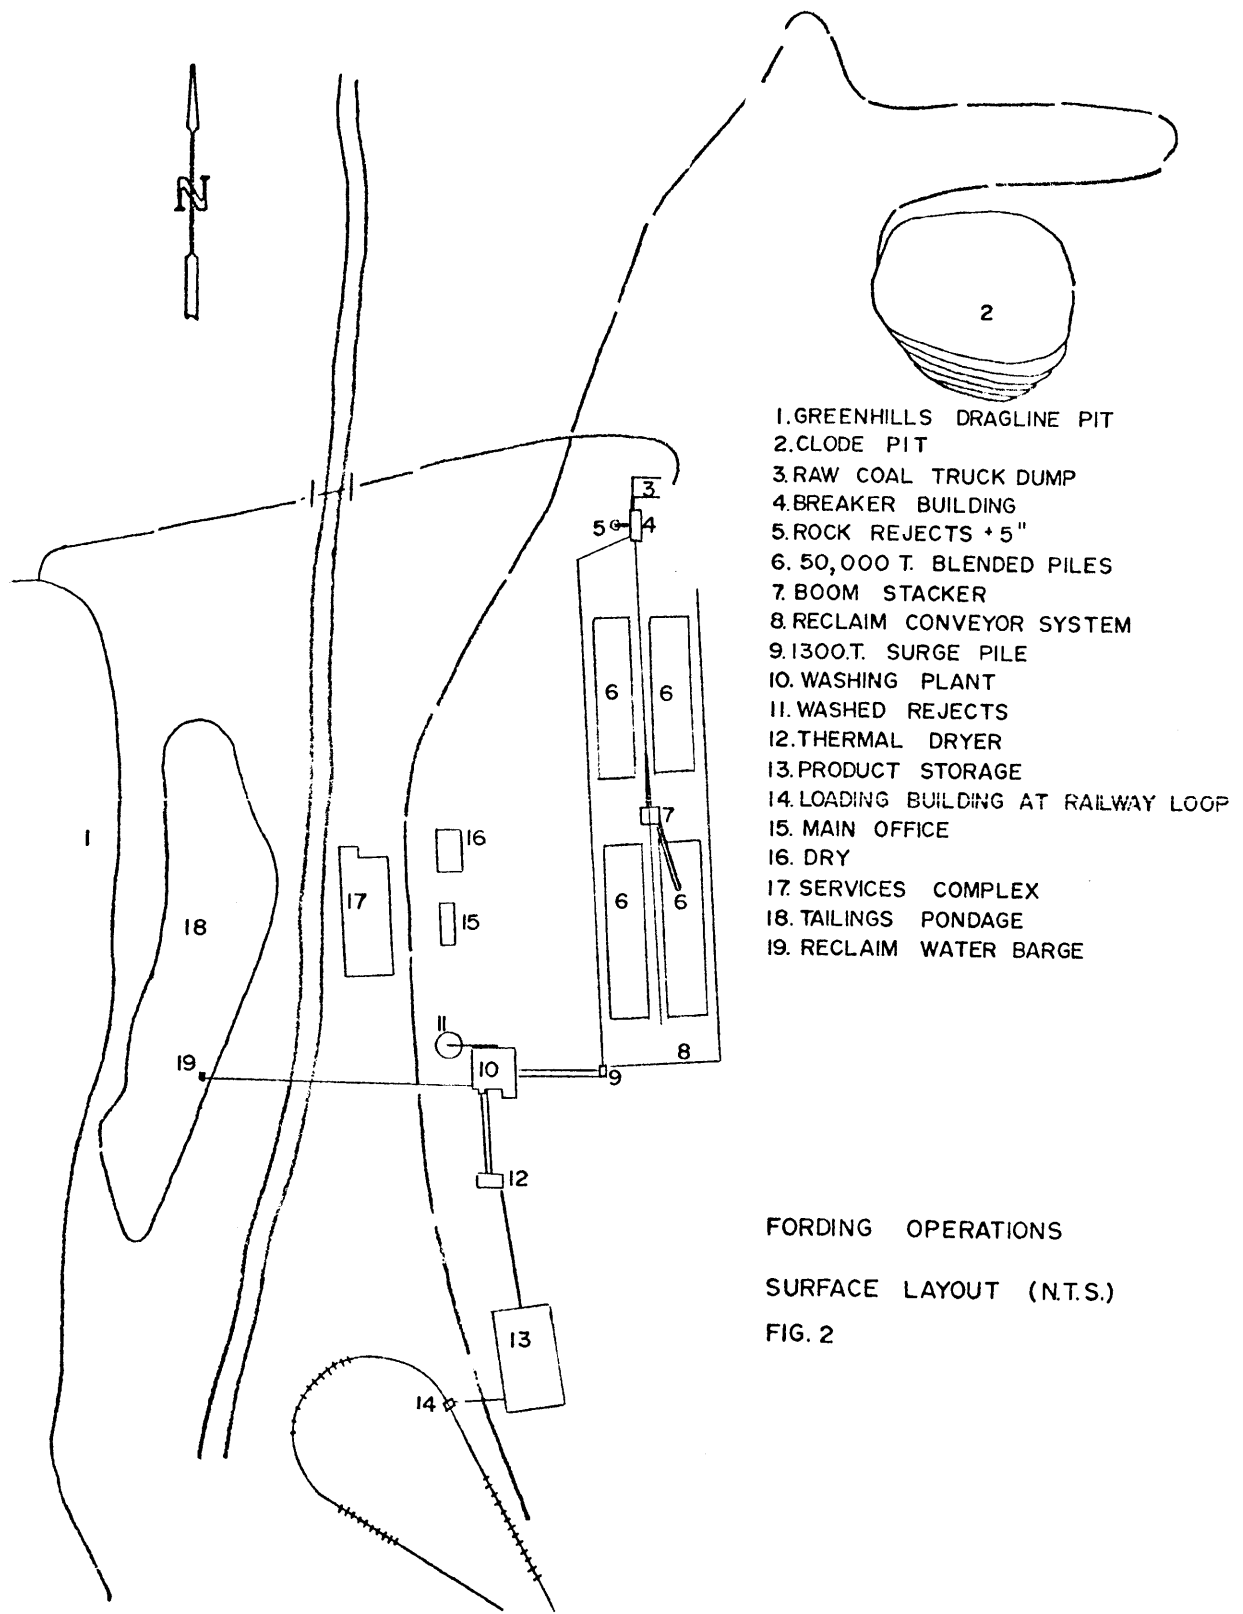 N
2
1. GREENHILLS DRAGLINE PIT
2. CLODE PIT
3. RAW COAL TRUCK DUMP
4. BREAKER BUILDING
5. ROCK REJECTS + 5"
6. 50,000 T. BLENDED PILES
7. BOOM STACKER
8. RECLAIM CONVEYOR SYSTEM
9. 1300.T. SURGE PILE
10. WASHING PLANT
11. WASHED REJECTS
12. THERMAL DRYER
13. PRODUCT STORAGE
14. LOADING BUILDING AT RAILWAY LOOP
15. MAIN OFFICE
16. DRY
17. SERVICES COMPLEX
18. TAILINGS PONDAGE
19. RECLAIM WATER BARGE
3
5 4
6 6
7
1 16
17 6 6
18 15
11
19 10 8
9
12
13
14
FORDING OPERATIONS
SURFACE LAYOUT (N.T.S.)
FIG. 2